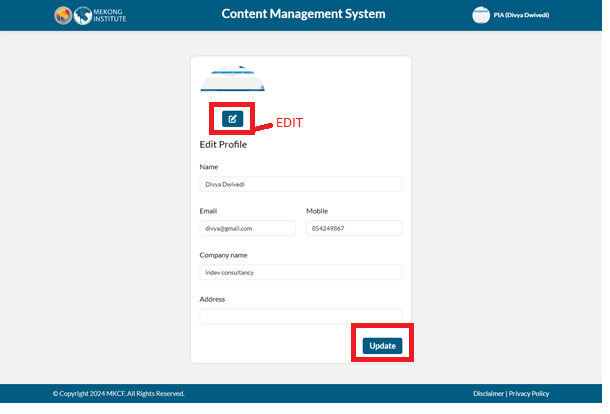 MEKONG
INSTITUTE
Content Management System
PIA (Divya Dwivedi)
EDIT
Edit Profile
Name
Divya Dwivedi
Email
Mobile
divya@gmail.com
854249867
Company name
indev consultancy
Address
Update
© Copyright 2024 MKCF. All Rights Reserved.
Disclaimer | Privacy Policy